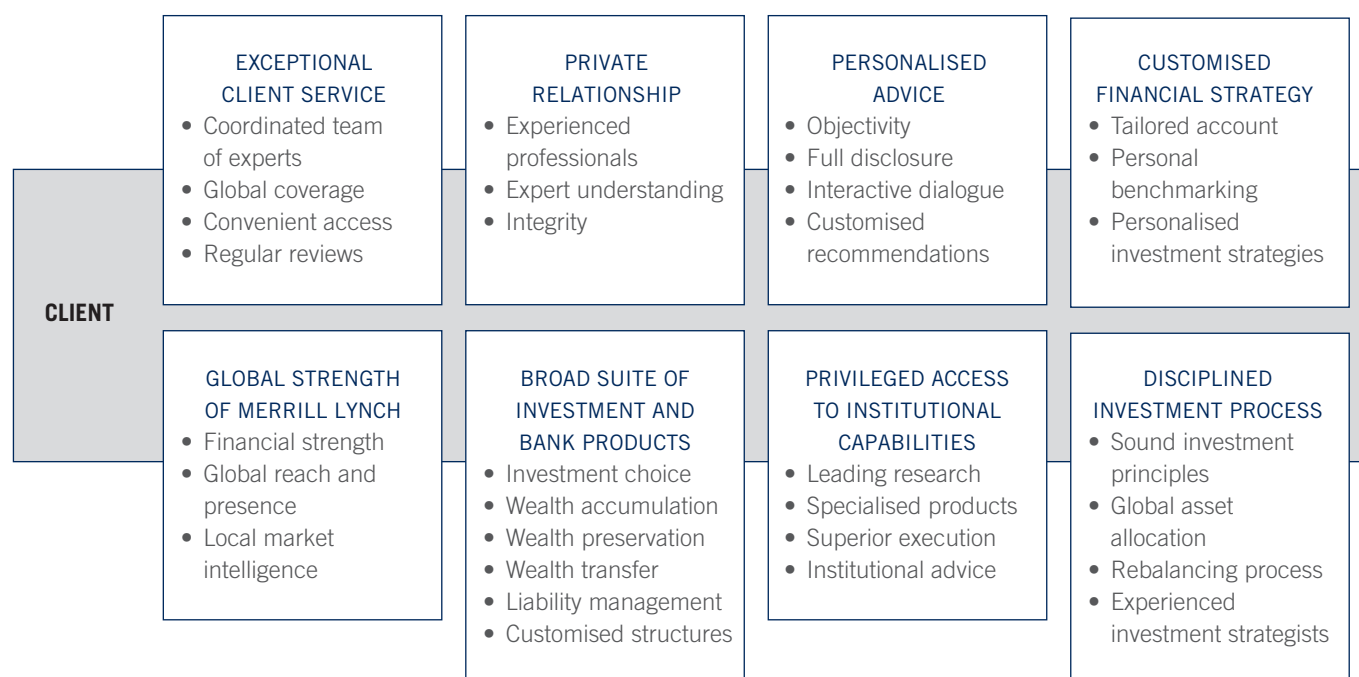 EXCEPTIONAL
CLIENT SERVICE
• Coordinated team
of experts
• Global coverage
• Convenient access
• Regular reviews
PRIVATE
RELATIONSHIP
• Experienced
professionals
• Expert understanding
• Integrity
PERSONALISED
ADVICE
• Objectivity
• Full disclosure
• Interactive dialogue
• Customised
recommendations
CUSTOMISED
FINANCIAL STRATEGY
• Tailored account
• Personal
benchmarking
• Personalised
investment strategies
CLIENT
GLOBAL STRENGTH
OF MERRILL LYNCH
• Financial strength
• Global reach and
presence
• Local market
intelligence
BROAD SUITE OF
INVESTMENT AND
BANK PRODUCTS
• Investment choice
• Wealth accumulation
• Wealth preservation
• Wealth transfer
• Liability management
• Customised structures
PRIVILEGED ACCESS
TO INSTITUTIONAL
CAPABILITIES
• Leading research
• Specialised products
• Superior execution
• Institutional advice
DISCIPLINED
INVESTMENT PROCESS
• Sound investment
principles
• Global asset
allocation
• Rebalancing process
• Experienced
investment strategists